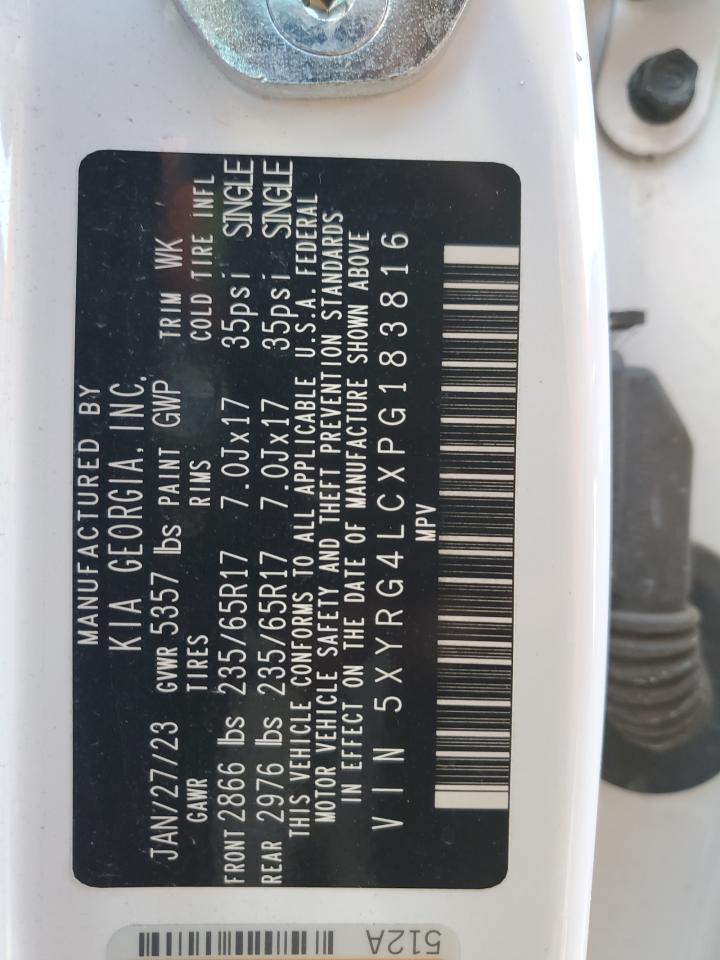 MANUFACTURED BY
KIA GEORGIA, INC.
JAN/27/23 GVWR 5357 lbs PAINT GWP TRIM WK
GAWR TIRES RIMS COLD TIRE INFL
FRONT 2866 lbs 235/65R17 7.0Jx17 35psi SINGLE
REAR 2976 lbs 235/65R17 7.0Jx17 35psi SINGLE
THIS VEHICLE CONFORMS TO ALL APPLICABLE U.S.A. FEDERAL
MOTOR VEHICLE SAFETY AND THEFT PREVENTION STANDARDS
IN EFFECT ON THE DATE OF MANUFACTURE SHOWN ABOVE
VIN 5XYRG4LCXPG183816
MPV
512A